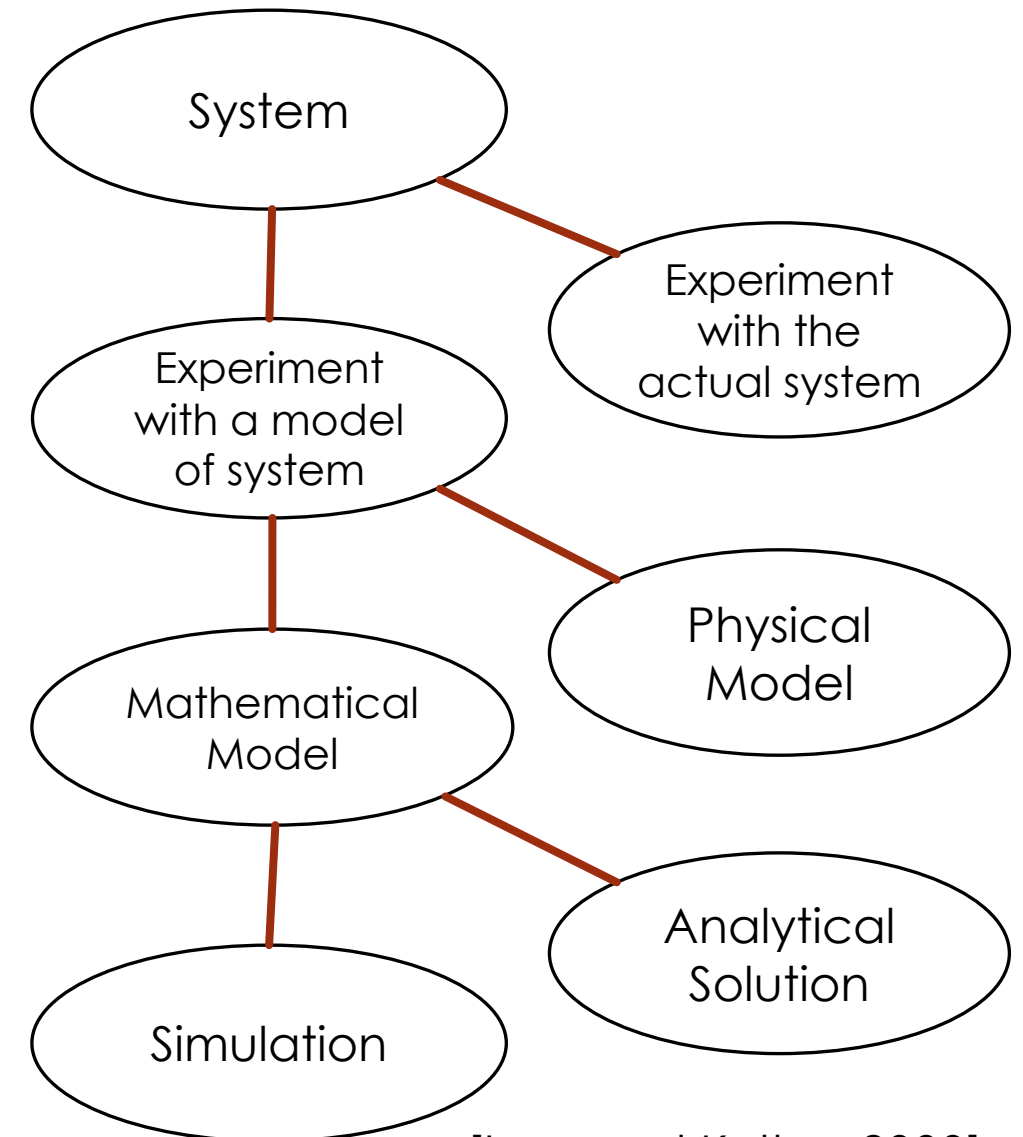 System
Experiment
with the
actual system
Experiment
with a model
of system
Physical
Model
Mathematical
Model
Analytical
Solution
Simulation